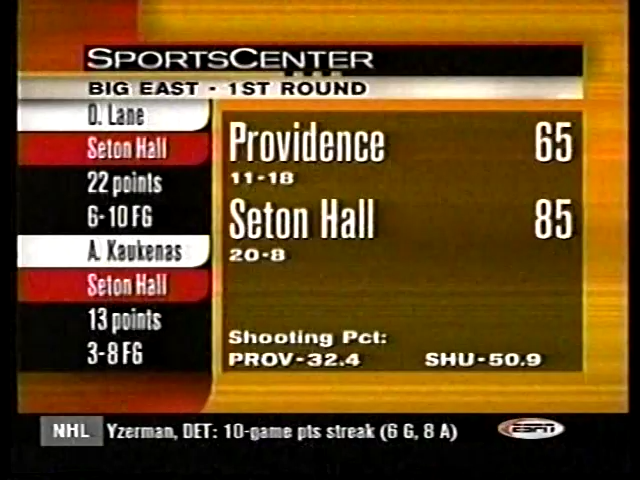 SPORTSCENTER
BIG EAST - 1ST ROUND
D. Lane
Seton Hall
22 points
6-10 FG
A. Kaukenas
Seton Hall
13 points
3-8 FG
Providence 65
11-18
Seton Hall 85
20-8
Shooting Pct:
PROV-32.4 SHU-50.9
NHL Yzerman, DET: 10-game pts streak (6 G, 8 A) ESPN